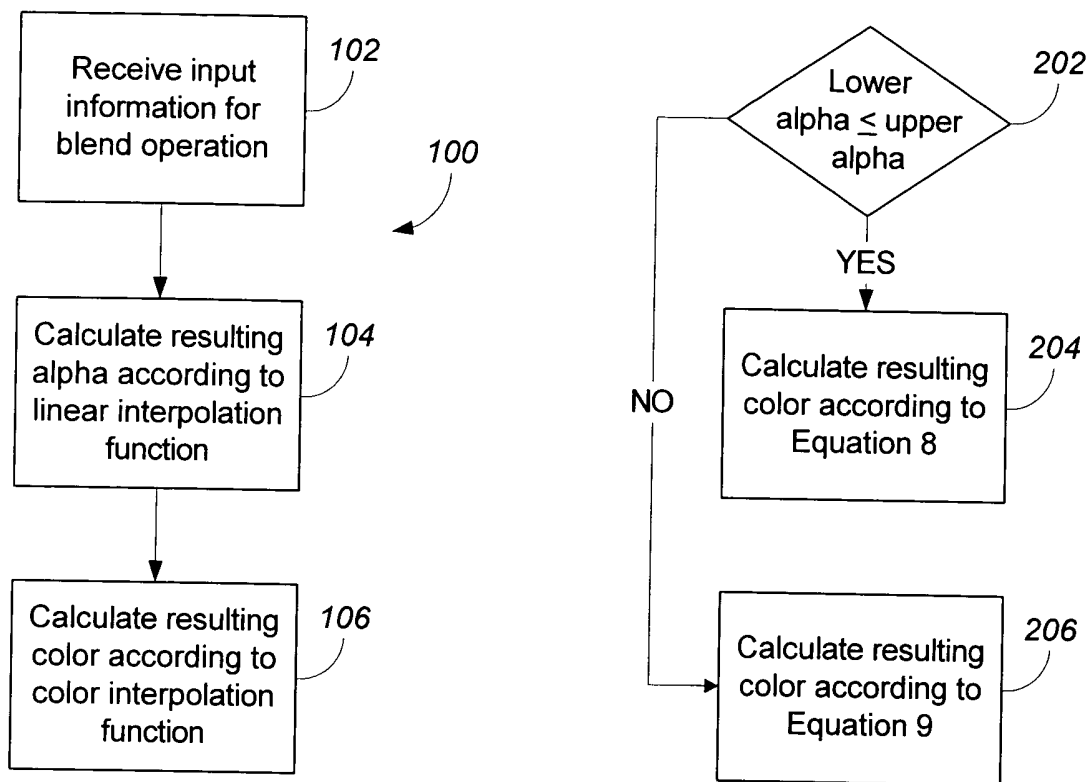 Receive input
information for
blend operation
102
100
Calculate resulting
alpha according to
linear interpolation
function
104
Calculate resulting
color according to
color interpolation
function
106
Lower
alpha ≤ upper
alpha
202
YES
NO
Calculate resulting
color according to
Equation 8
204
Calculate resulting
color according to
Equation 9
206